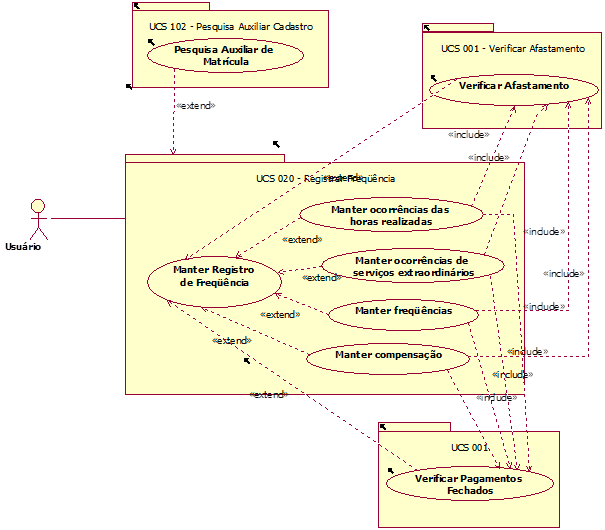 UCS 102 - Pesquisa Auxiliar Cadastro
Pesquisa Auxiliar de
Matrícula
«extend»
UCS 001 - Verificar Afastamento
Verificar Afastamento
«include»
«include»
«extend»
UCS 020 - Registrar Freqüência
Usuário
Manter ocorrências das
horas realizadas
«include»
«extend»
Manter Registro
de Freqüência
Manter ocorrências de
serviços extraordinários
«extend»
«include»
«include»
Manter freqüências
«extend»
Manter compensação
«extend»
«include»
«include»
«extend»
«include»
UCS 001
Verificar Pagamentos
Fechados